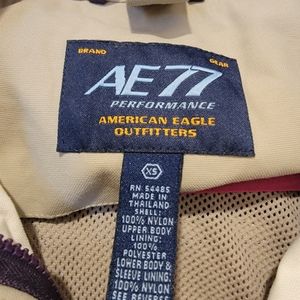 BRAND GEAR
AE77
PERFORMANCE
AMERICAN EAGLE
OUTFITTERS
XS
RN 54485
MADE IN
THAILAND
SHELL:
100% NYLON
UPPER BODY
LINING:
100%
POLYESTER
LOWER BODY &
SLEEVE LINING:
100% NYLON
SEE REVERSE